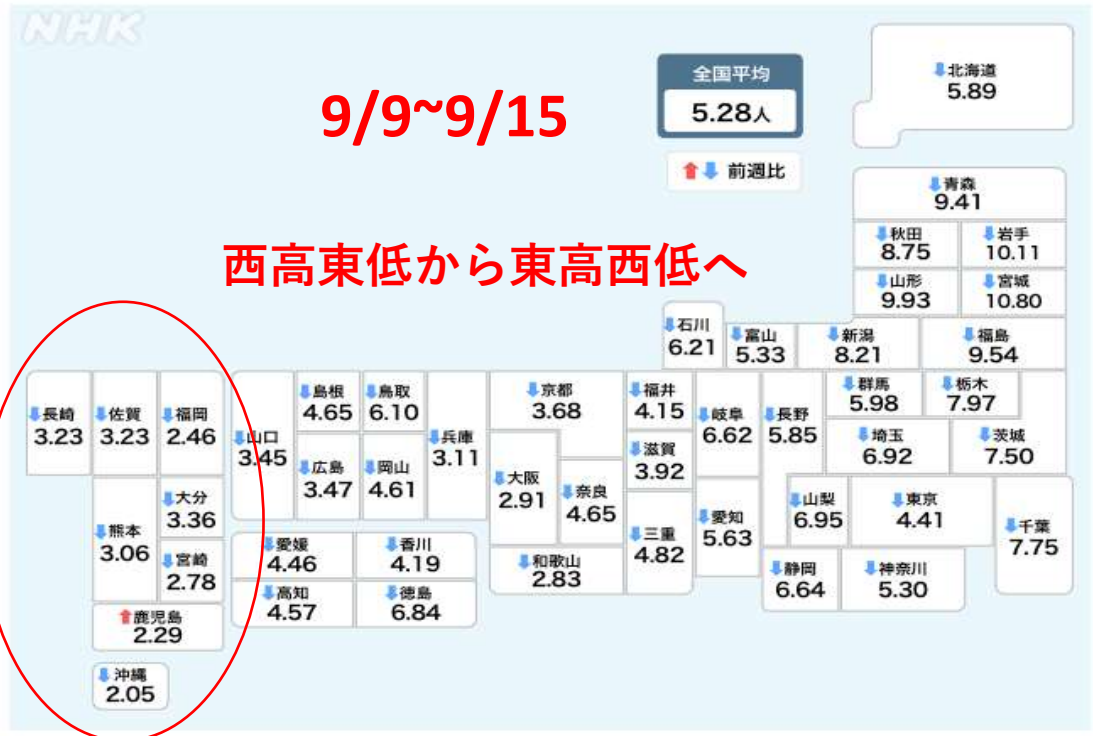 NHK
9/9~9/15
西高東低から東高西低へ
全国平均
5.28人
前週比
北海道
5.89
青森
9.41
秋田
8.75
岩手
10.11
山形
9.93
宮城
10.80
石川
6.21
富山
5.33
新潟
8.21
福島
9.54
長崎
3.23
佐賀
3.23
福岡
2.46
山口
3.45
島根
4.65
鳥取
6.10
兵庫
3.11
京都
3.68
福井
4.15
岐阜
6.62
長野
5.85
群馬
5.98
栃木
7.97
広島
3.47
岡山
4.61
大阪
2.91
奈良
4.65
滋賀
3.92
埼玉
6.92
茨城
7.50
熊本
3.06
大分
3.36
宮崎
2.78
三重
4.82
愛知
5.63
山梨
6.95
東京
4.41
千葉
7.75
愛媛
4.46
香川
4.19
和歌山
2.83
静岡
6.64
神奈川
5.30
高知
4.57
徳島
6.84
鹿児島
2.29
沖縄
2.05